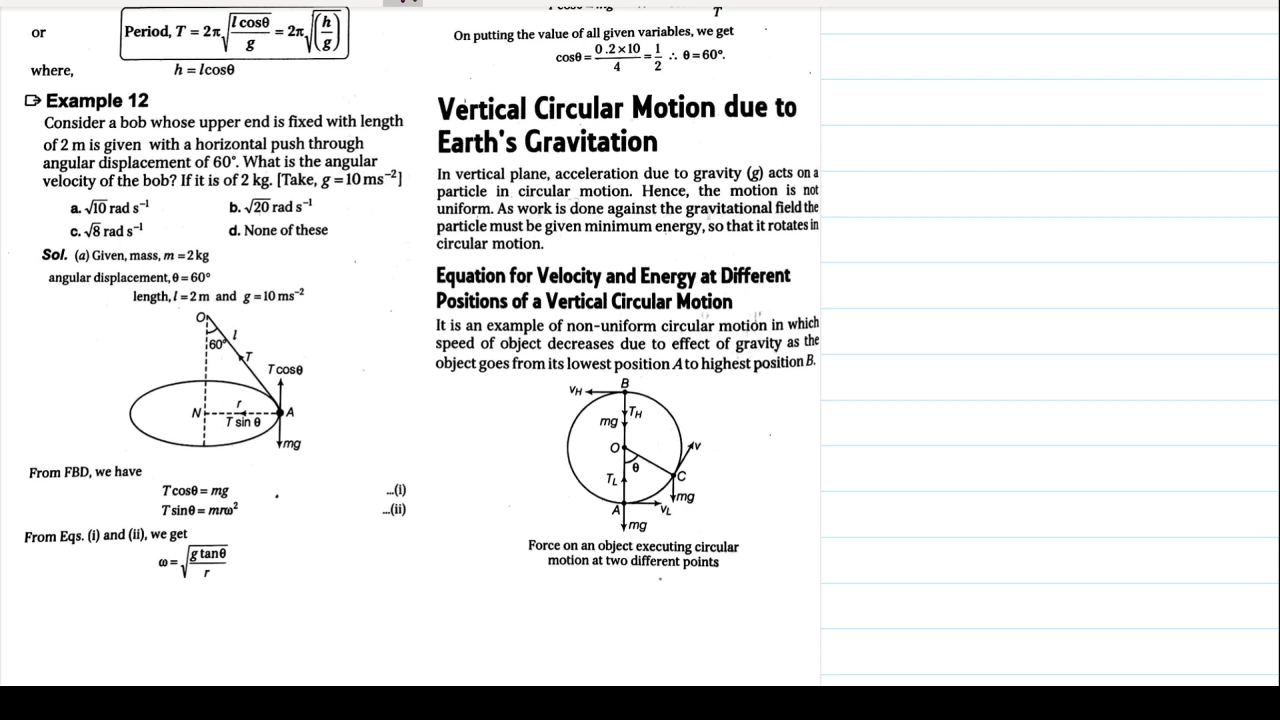 or
Period, T = 2π√(l cosθ / g) = 2π√(h / g)
where,
h = lcosθ
Example 12
Consider a bob whose upper end is fixed with length
of 2 m is given with a horizontal push through
angular displacement of 60°. What is the angular
velocity of the bob? If it is of 2 kg. [Take, g = 10 ms⁻²]
a. √10 rad s⁻¹
b. √20 rad s⁻¹
c. √8 rad s⁻¹
d. None of these
Sol. (a) Given, mass, m = 2 kg
angular displacement, θ = 60°
length, l = 2 m and g = 10 ms⁻²
O
l
60°
T
T cosθ
N
r
A
T sin θ
mg
From FBD, we have
T cosθ = mg ...(i)
T sinθ = mrω² ...(ii)
From Eqs. (i) and (ii), we get
ω = √(g tanθ / r)
T
On putting the value of all given variables, we get
cosθ = 0.2×10 / 4 = 1 / 2 ∴ θ = 60°.
Vertical Circular Motion due to
Earth's Gravitation
In vertical plane, acceleration due to gravity (g) acts on a
particle in circular motion. Hence, the motion is not
uniform. As work is done against the gravitational field the
particle must be given minimum energy, so that it rotates in
circular motion.
Equation for Velocity and Energy at Different
Positions of a Vertical Circular Motion
It is an example of non-uniform circular motion in which
speed of object decreases due to effect of gravity as the
object goes from its lowest position A to highest position B.
B
vH
TH
mg
O
v
θ
C
TL
mg
A
vL
mg
Force on an object executing circular
motion at two different points